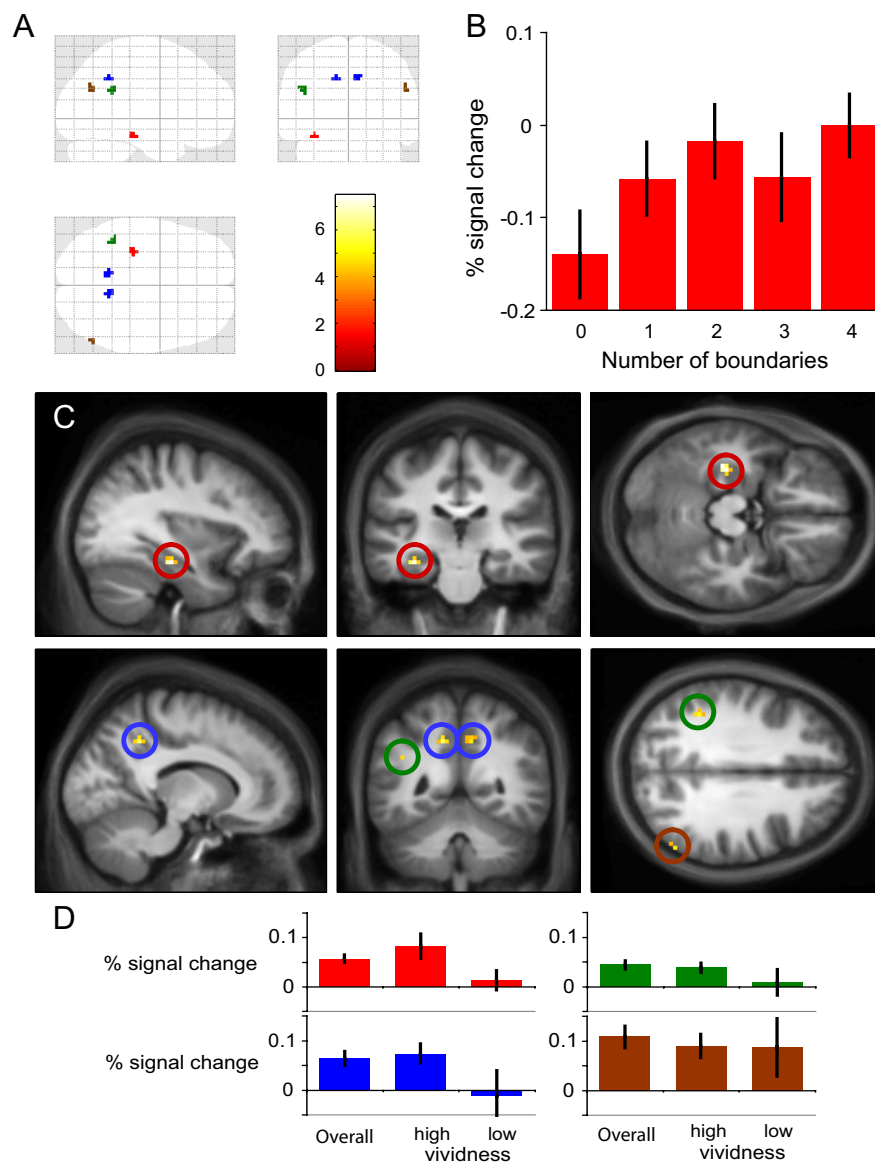 A
6
4
2
0
B
0.1
0
-0.1
-0.2
% signal change
0 1 2 3 4
Number of boundaries
C
D
% signal change
0.1
0
0.1
0
% signal change
0.1
0
0.1
0
Overall high low
vividness
Overall high low
vividness